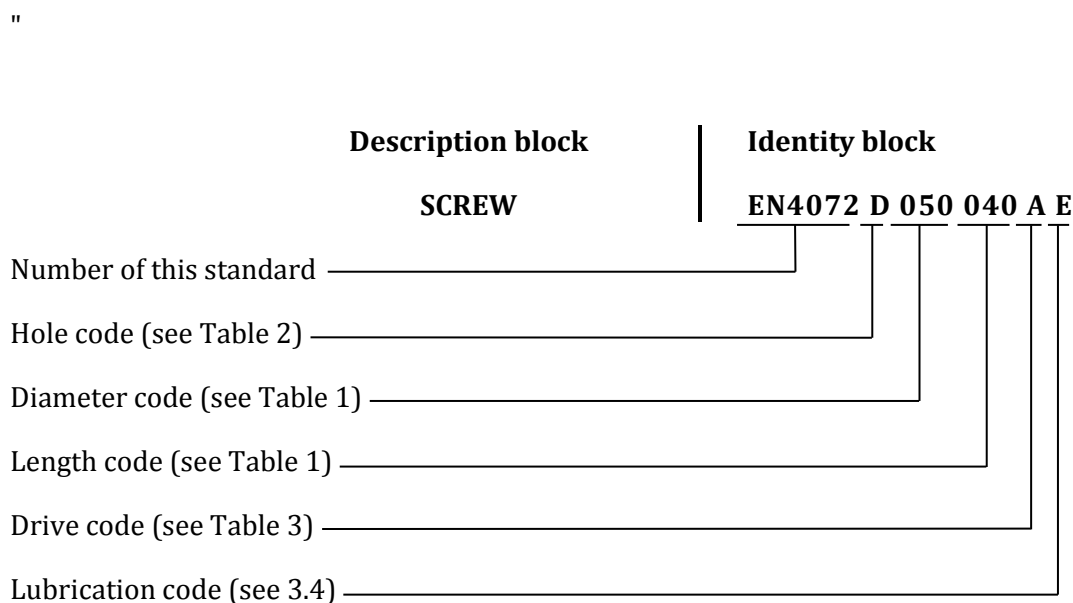 "
Description block Identity block
SCREW EN4072 D 050 040 A E
Number of this standard
Hole code (see Table 2)
Diameter code (see Table 1)
Length code (see Table 1)
Drive code (see Table 3)
Lubrication code (see 3.4)